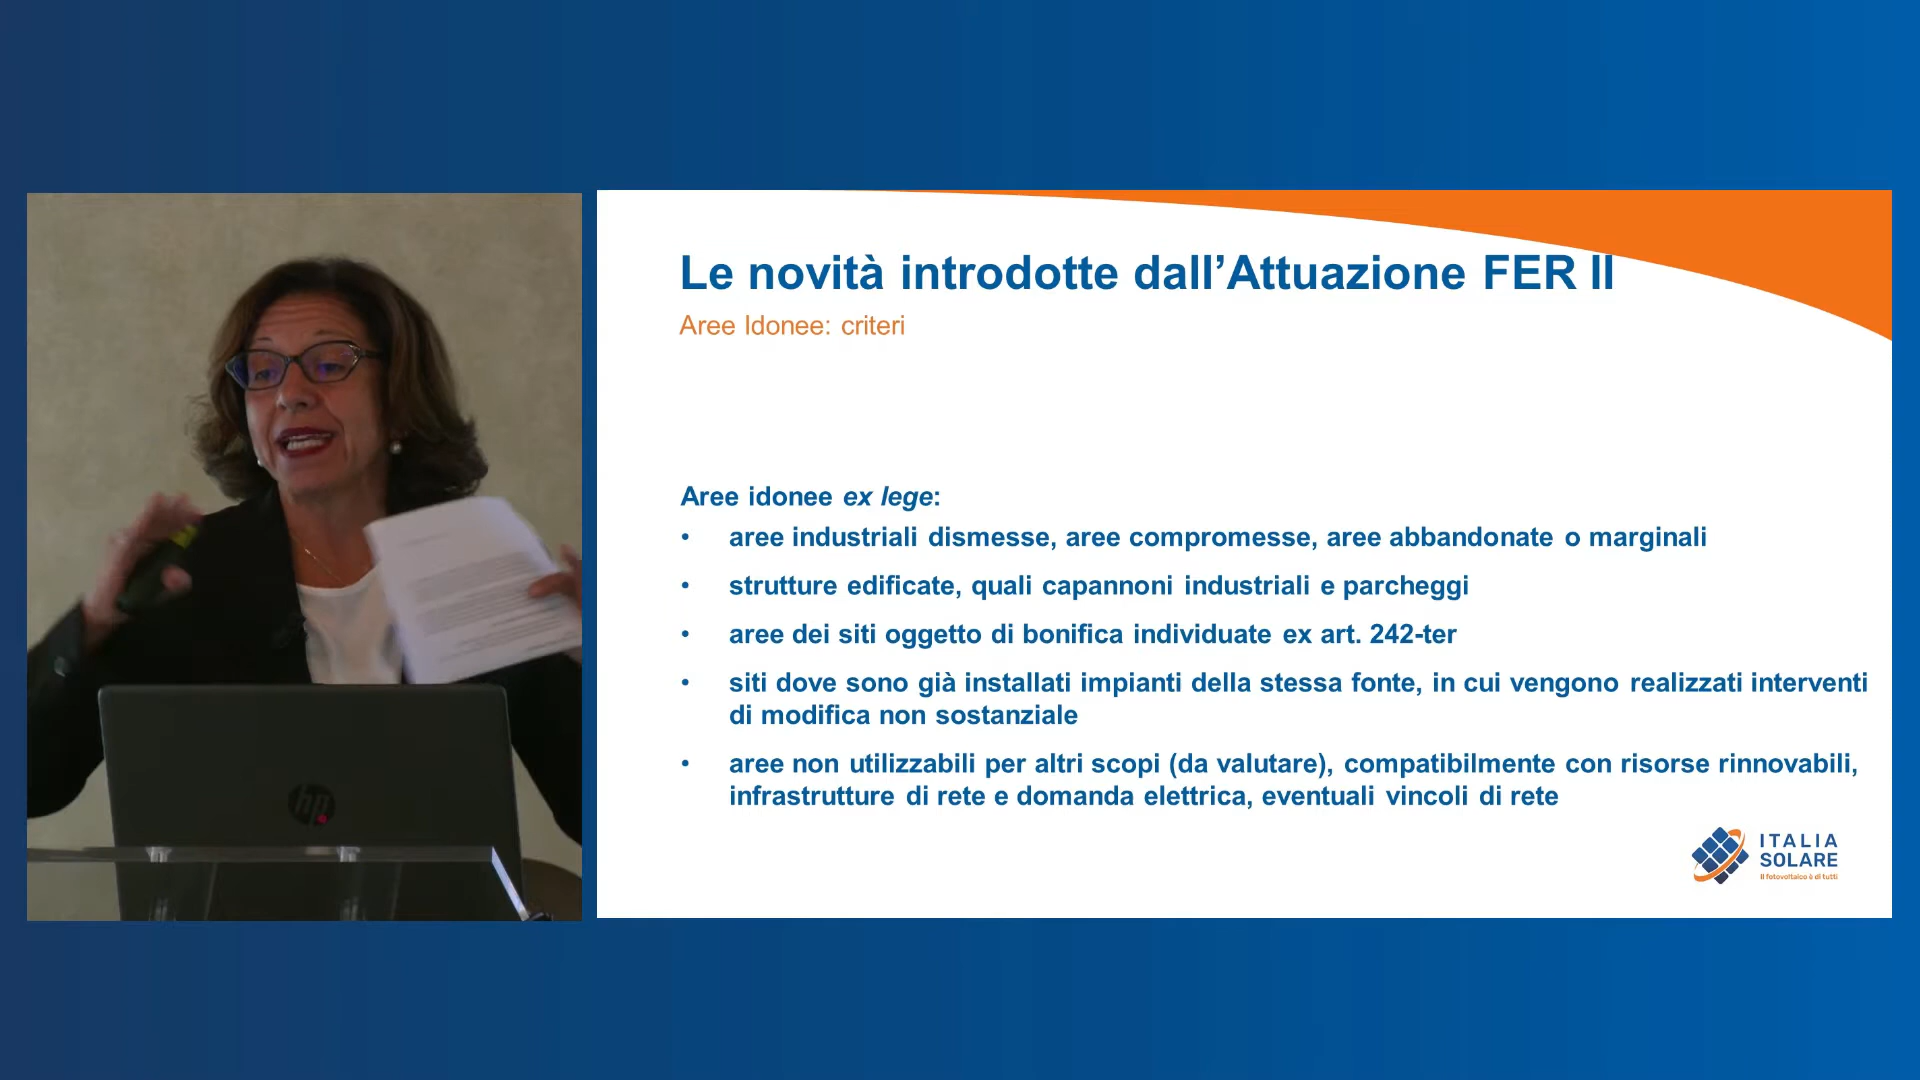 Le novità introdotte dall’Attuazione FER II
Aree Idonee: criteri
Aree idonee ex lege:
• aree industriali dismesse, aree compromesse, aree abbandonate o marginali
• strutture edificate, quali capannoni industriali e parcheggi
• aree dei siti oggetto di bonifica individuate ex art. 242-ter
• siti dove sono già installati impianti della stessa fonte, in cui vengono realizzati interventi
di modifica non sostanziale
• aree non utilizzabili per altri scopi (da valutare), compatibilmente con risorse rinnovabili,
infrastrutture di rete e domanda elettrica, eventuali vincoli di rete
ITALIA
SOLARE
Il fotovoltaico è di tutti
hp